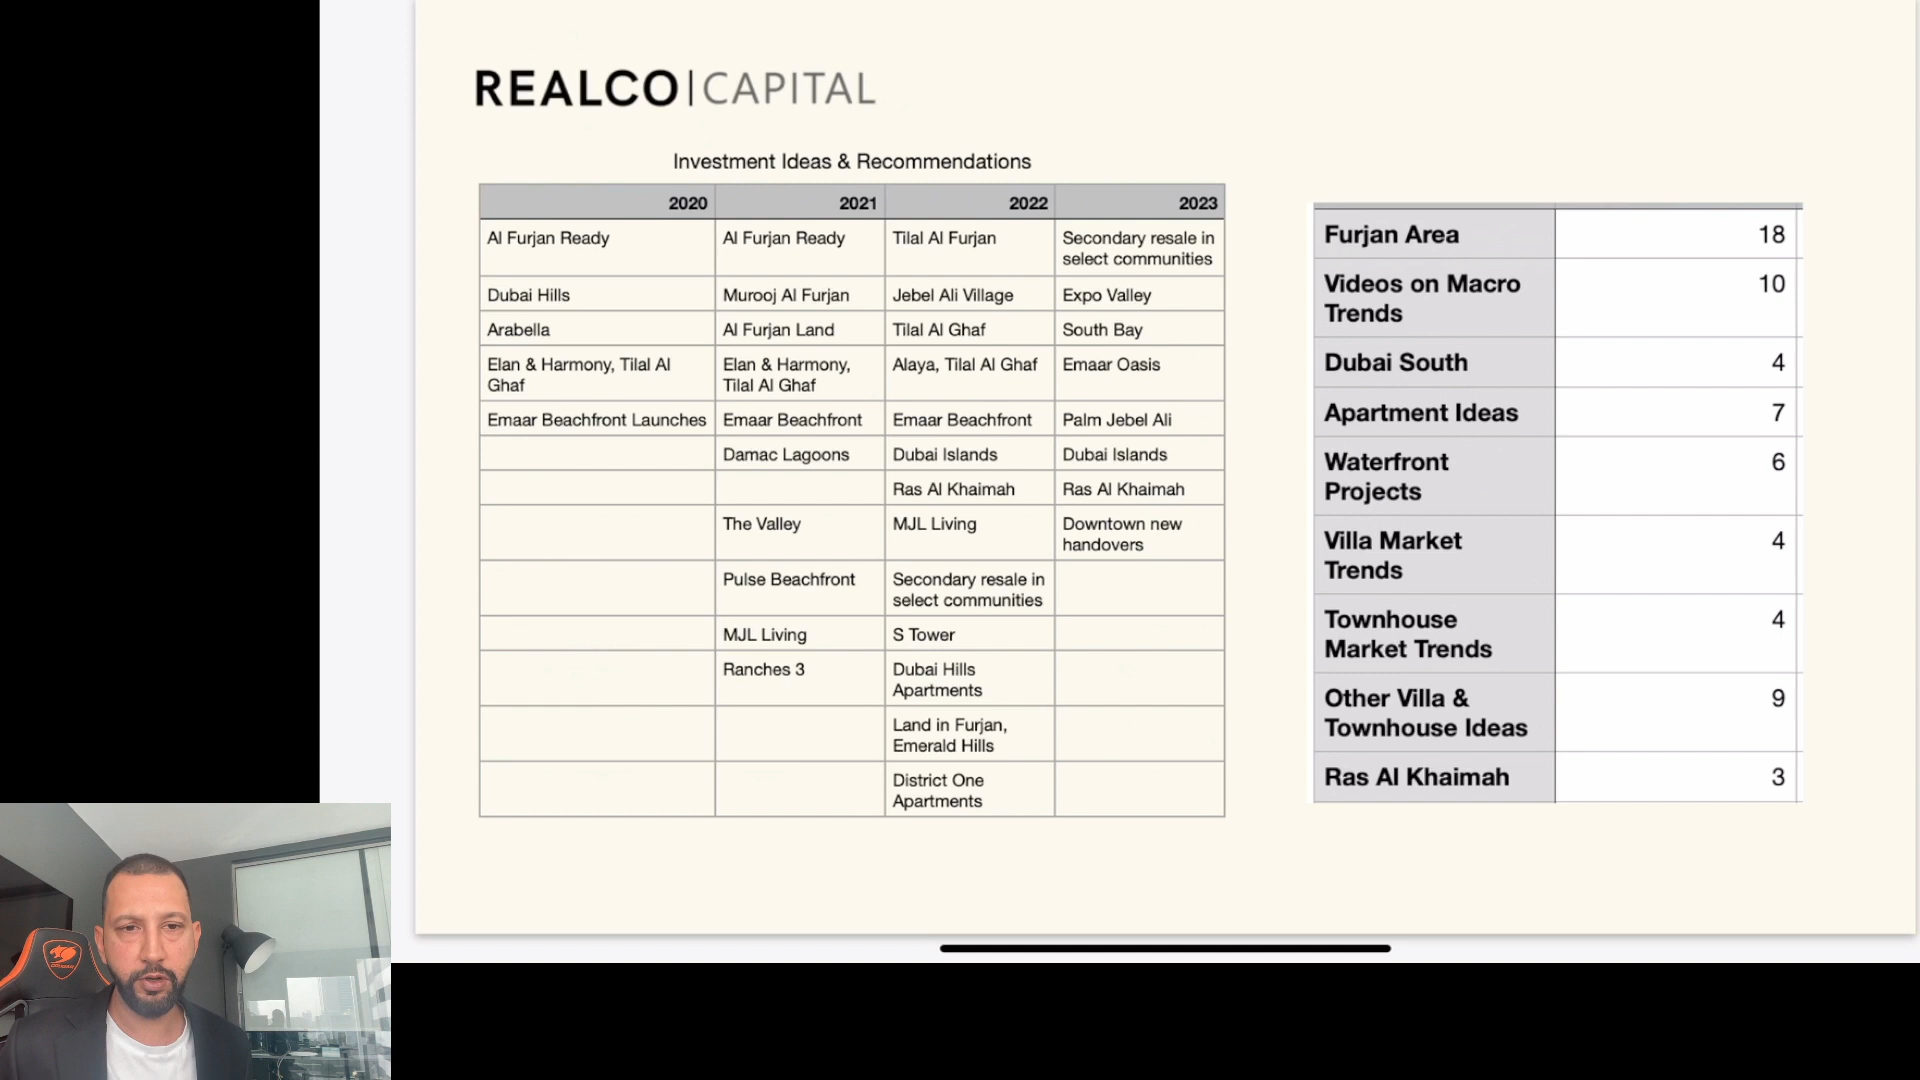 REALCO|CAPITAL
Investment Ideas & Recommendations
2020 2021 2022 2023
Al Furjan Ready Al Furjan Ready Tilal Al Furjan Secondary resale in
select communities
Dubai Hills Murooj Al Furjan Jebel Ali Village Expo Valley
Arabella Al Furjan Land Tilal Al Ghaf South Bay
Elan & Harmony, Tilal Al Elan & Harmony, Alaya, Tilal Al Ghaf Emaar Oasis
Ghaf Tilal Al Ghaf
Emaar Beachfront Launches Emaar Beachfront Emaar Beachfront Palm Jebel Ali
Damac Lagoons Dubai Islands Dubai Islands
Ras Al Khaimah Ras Al Khaimah
The Valley MJL Living Downtown new
handovers
Pulse Beachfront Secondary resale in
select communities
MJL Living S Tower
Ranches 3 Dubai Hills
Apartments
Land in Furjan,
Emerald Hills
District One
Apartments
Furjan Area 18
Videos on Macro 10
Trends
Dubai South 4
Apartment Ideas 7
Waterfront 6
Projects
Villa Market 4
Trends
Townhouse 4
Market Trends
Other Villa & 9
Townhouse Ideas
Ras Al Khaimah 3